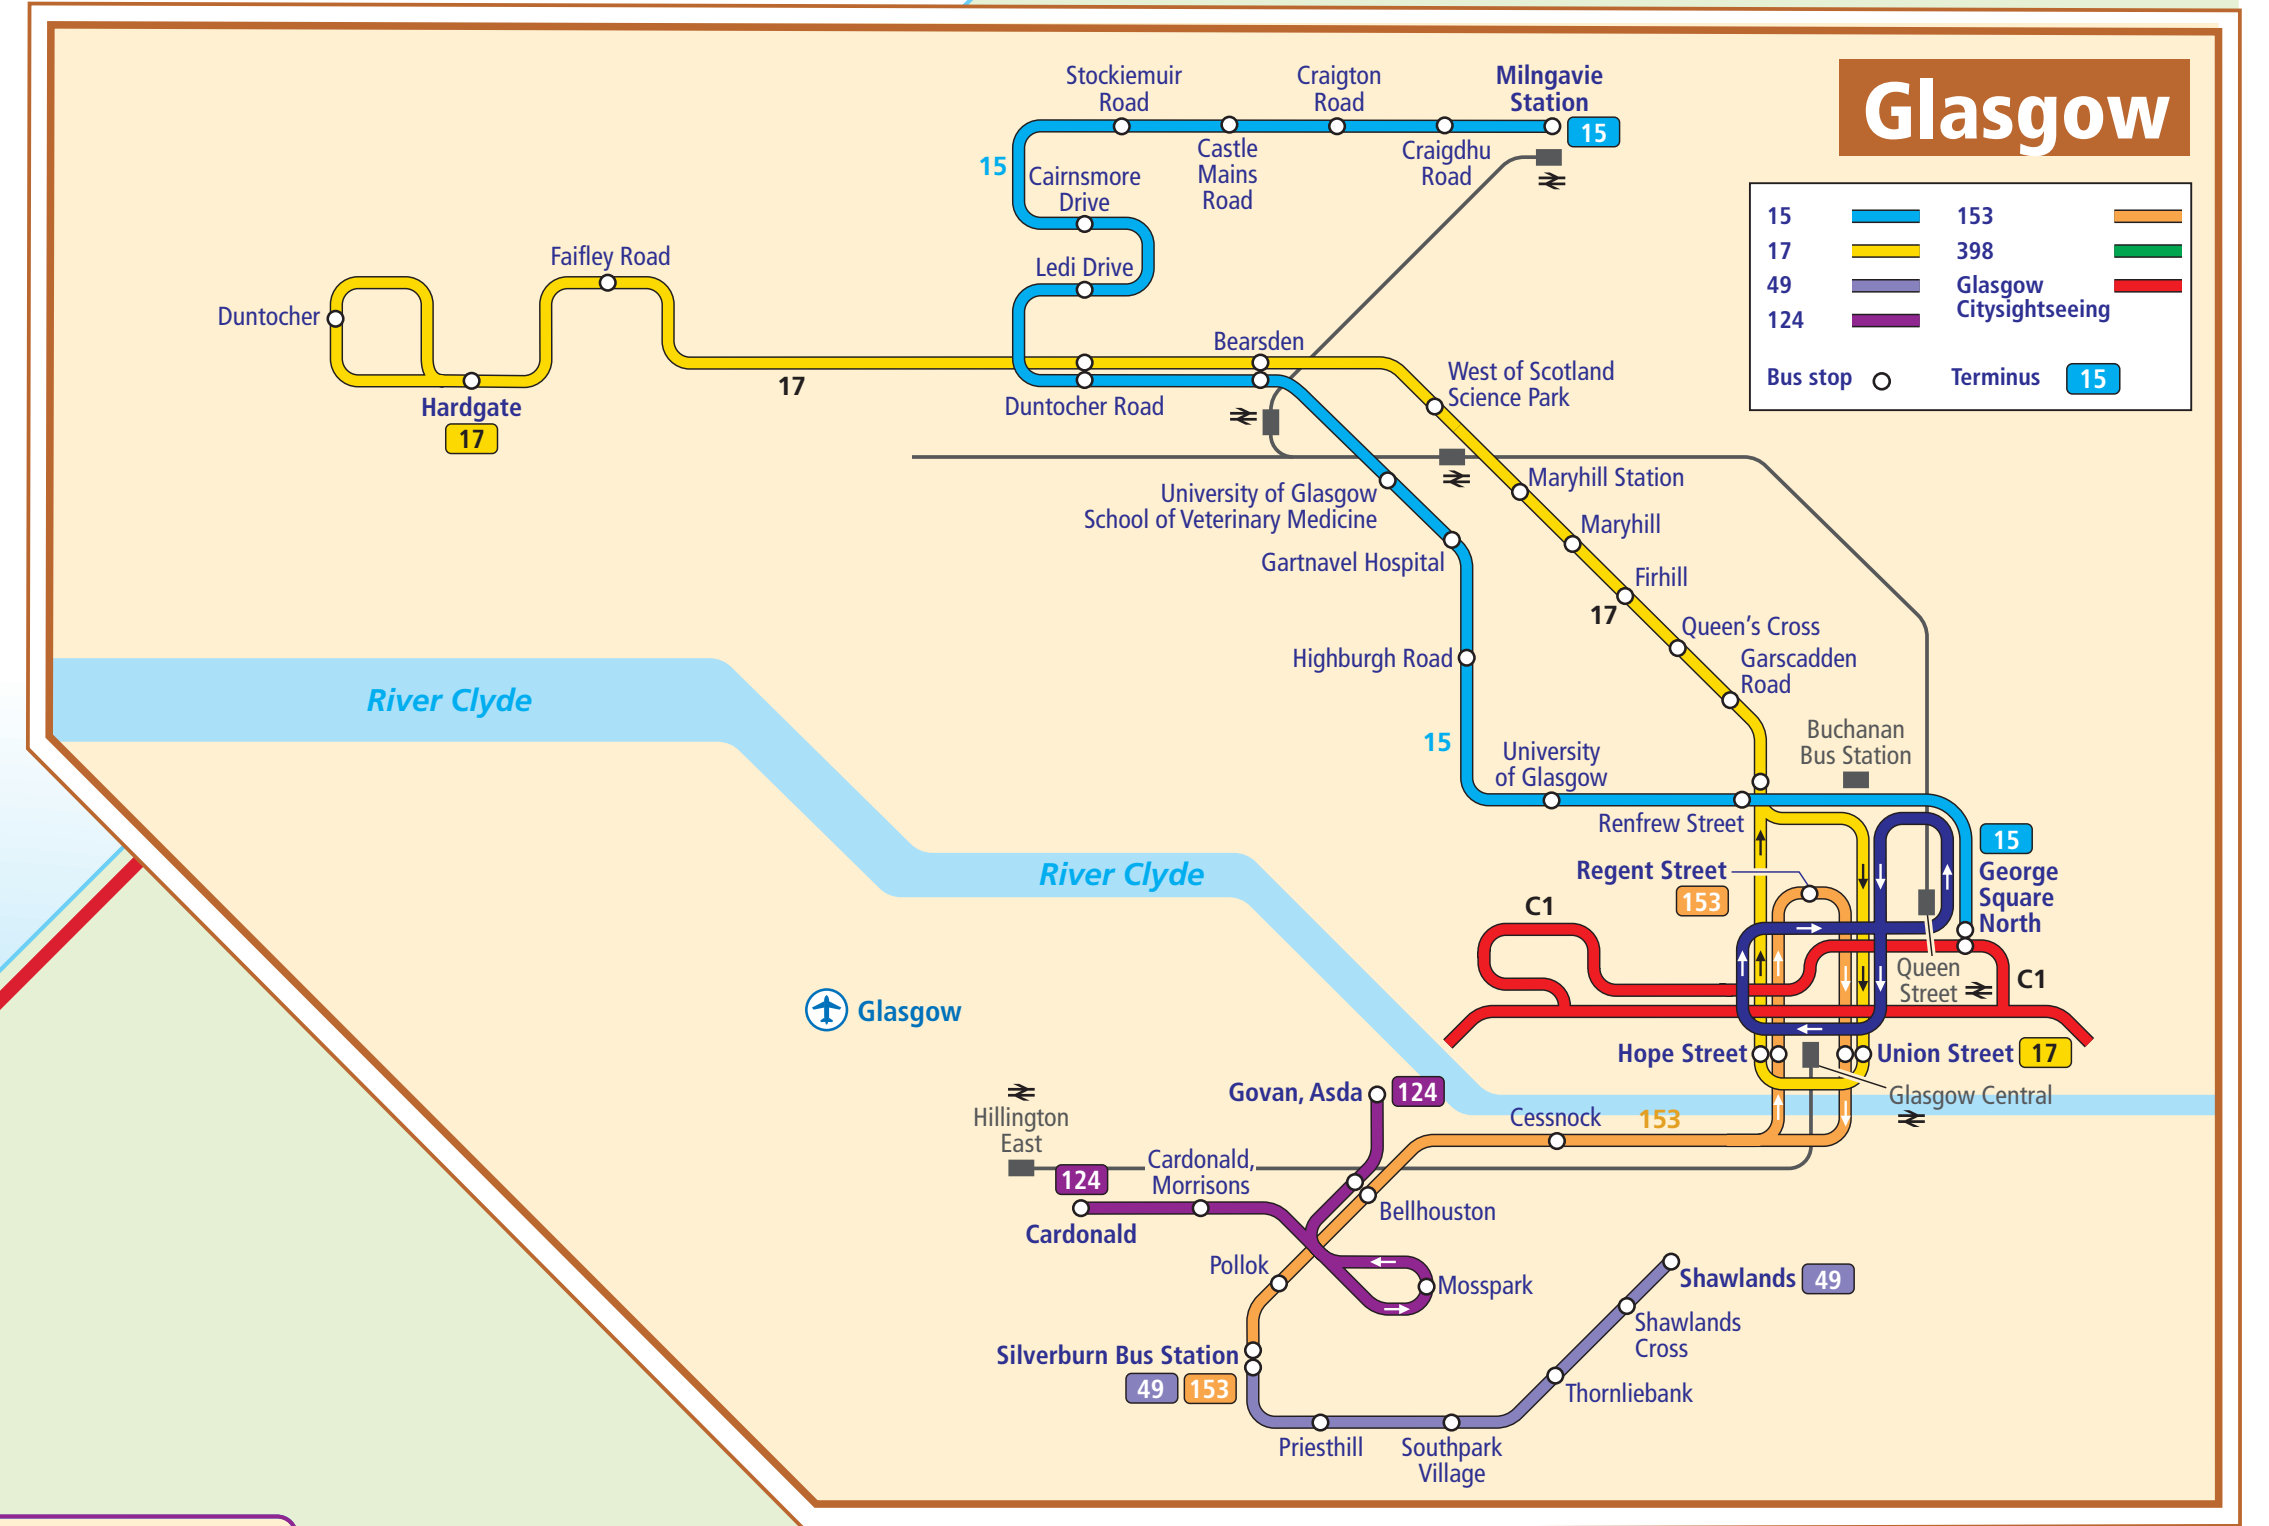 Glasgow
Stockiemuir
Road
Craigton
Road
Milngavie
Station
15
15
Castle
Mains
Road
Craigdhu
Road
Cairnsmore
Drive
Ledi Drive
15
153
17
398
49
Glasgow
Citysightseeing
124
Bus stop
Terminus
15
Faifley Road
Duntocher
Hardgate
17
17
Bearsden
Duntocher Road
West of Scotland
Science Park
Maryhill Station
University of Glasgow
School of Veterinary Medicine
Maryhill
Gartnavel Hospital
Firhill
17
Queen's Cross
Highburgh Road
Garscadden
Road
River Clyde
Buchanan
Bus Station
15
University
of Glasgow
Renfrew Street
15
George
Square
North
Regent Street
153
River Clyde
C1
Queen
Street
C1
Glasgow
Hope Street
Union Street
17
Glasgow Central
Govan, Asda
124
Hillington
East
Cessnock
153
124
Cardonald,
Morrisons
Cardonald
Bellhouston
Pollok
Mosspark
Shawlands
49
Shawlands
Cross
Silverburn Bus Station
49
153
Thornliebank
Priesthill
Southpark
Village